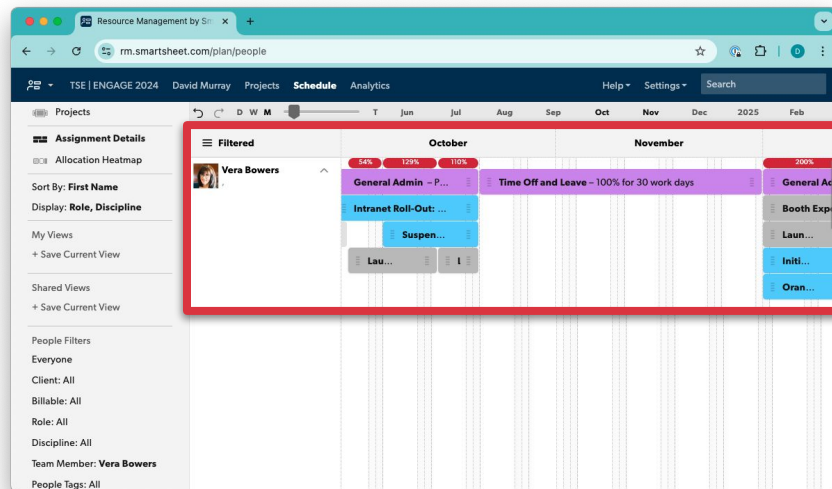 Resource Management by Sm
rm.smartsheet.com/plan/people
D
TSE | ENGAGE 2024 David Murray Projects Schedule Analytics Help Settings Search
Projects
D W M T Jun Jul Aug Sep Oct Nov Dec 2025 Feb
Assignment Details
Allocation Heatmap
Filtered October November
Sort By: First Name
Display: Role, Discipline
My Views
+ Save Current View
Shared Views
+ Save Current View
People Filters
Everyone
Client: All
Billable: All
Role: All
Discipline: All
Team Member: Vera Bowers
People Tags: All
Vera Bowers
54% 129% 110% 200%
General Admin – P... Time Off and Leave – 100% for 30 work days General Ad
Intranet Roll-Out: ... Booth Exp
Suspen... Laun...
Lau... L Initi...
Oran...